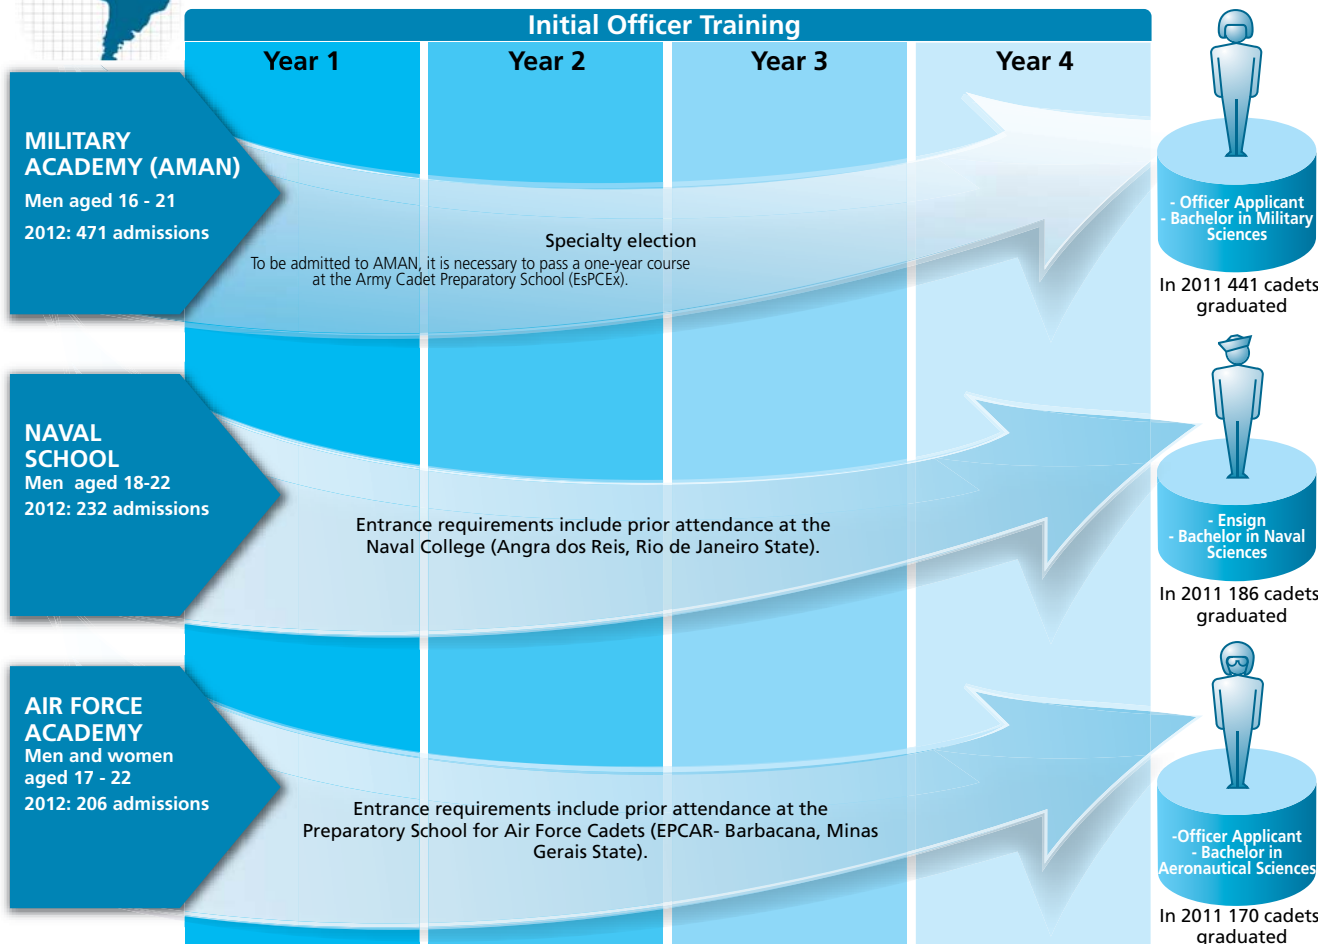 Initial Officer Training
Year 1
Year 2
Year 3
Year 4
MILITARY
ACADEMY (AMAN)
Men aged 16 - 21
2012: 471 admissions
Specialty election
To be admitted to AMAN, it is necessary to pass a one-year course
at the Army Cadet Preparatory School (EsPCEx).
- Officer Applicant
- Bachelor in Military
Sciences
In 2011 441 cadets
graduated
NAVAL
SCHOOL
Men aged 18-22
2012: 232 admissions
Entrance requirements include prior attendance at the
Naval College (Angra dos Reis, Rio de Janeiro State).
- Ensign
- Bachelor in Naval
Sciences
In 2011 186 cadets
graduated
AIR FORCE
ACADEMY
Men and women
aged 17 - 22
2012: 206 admissions
Entrance requirements include prior attendance at the
Preparatory School for Air Force Cadets (EPCAR- Barbacana, Minas
Gerais State).
-Officer Applicant
- Bachelor in
Aeronautical Sciences
In 2011 170 cadets
graduated